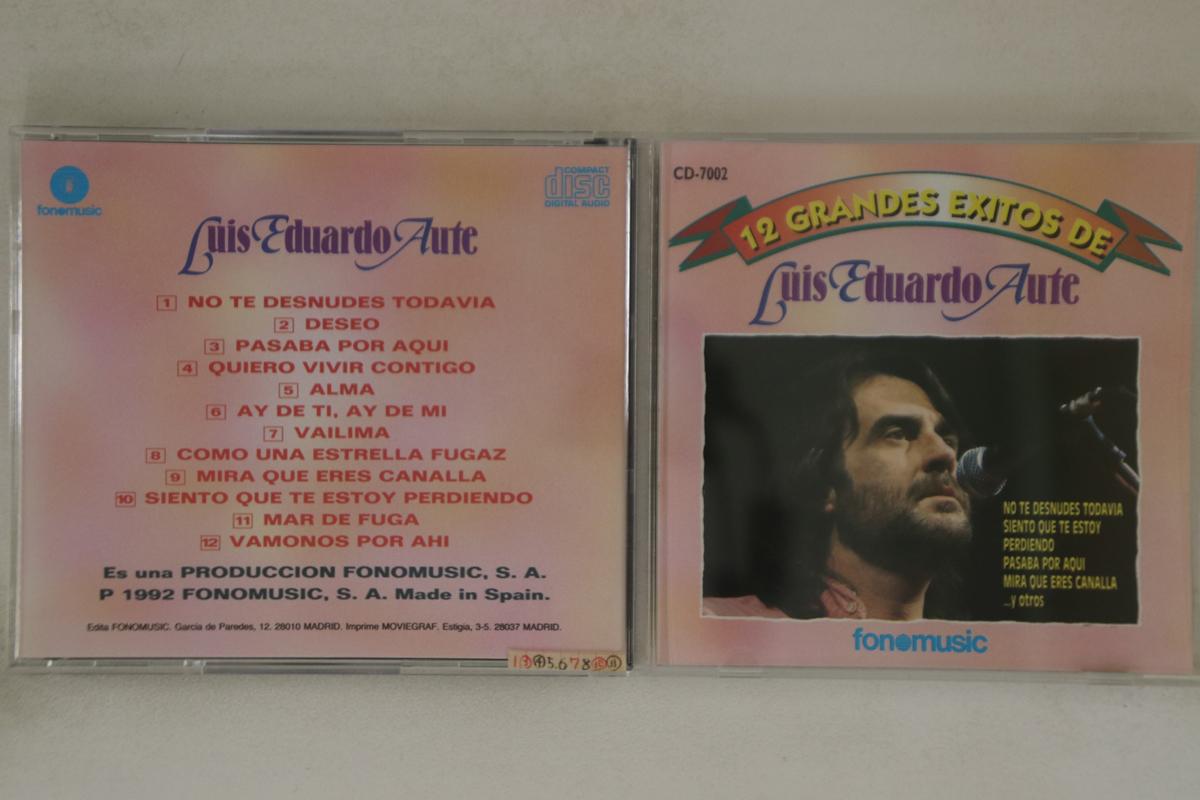 fonomusic
COMPACT
disc
DIGITAL AUDIO
Luis Eduardo Aute
1 NO TE DESNUDES TODAVIA
2 DESEO
3 PASABA POR AQUI
4 QUIERO VIVIR CONTIGO
5 ALMA
6 AY DE TI, AY DE MI
7 VAILIMA
8 COMO UNA ESTRELLA FUGAZ
9 MIRA QUE ERES CANALLA
10 SIENTO QUE TE ESTOY PERDIENDO
11 MAR DE FUGA
12 VAMONOS POR AHI
Es una PRODUCCION FONOMUSIC, S. A.
P 1992 FONOMUSIC, S. A. Made in Spain.
Edita FONOMUSIC. García de Paredes, 12. 28010 MADRID. Imprime MOVIEGRAF. Estigia, 3-5. 28037 MADRID.
CD-7002
12 GRANDES EXITOS DE
Luis Eduardo Aute
NO TE DESNUDES TODAVIA
SIENTO QUE TE ESTOY
PERDIENDO
PASABA POR AQUI
MIRA QUE ERES CANALLA
...y otros
fonomusic